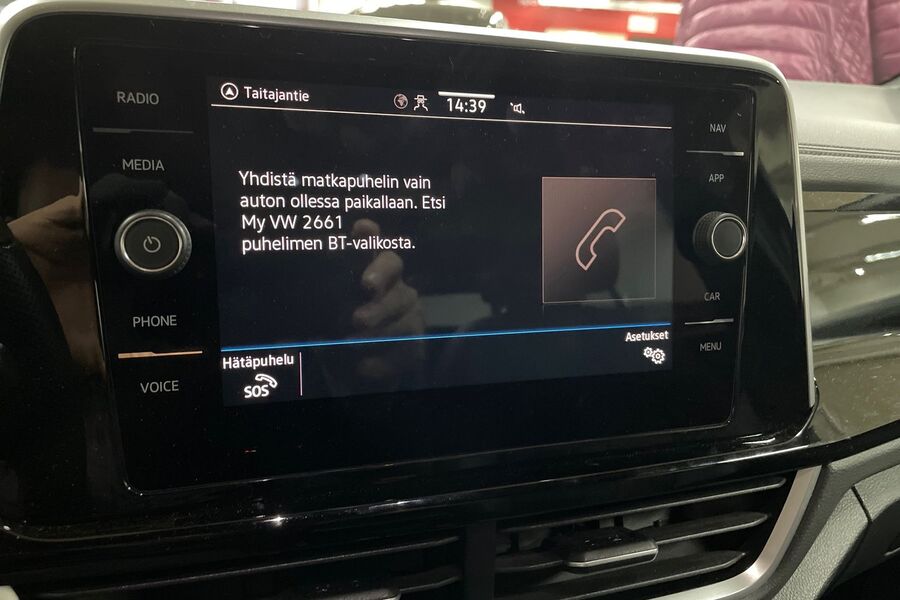 RADIO
MEDIA
PHONE
VOICE
Taitajantie
14:39
Yhdistä matkapuhelin vain
auton ollessa paikallaan. Etsi
My VW 2661
puhelimen BT-valikosta.
Hätäpuhelu
SOS
Asetukset
NAV
APP
CAR
MENU